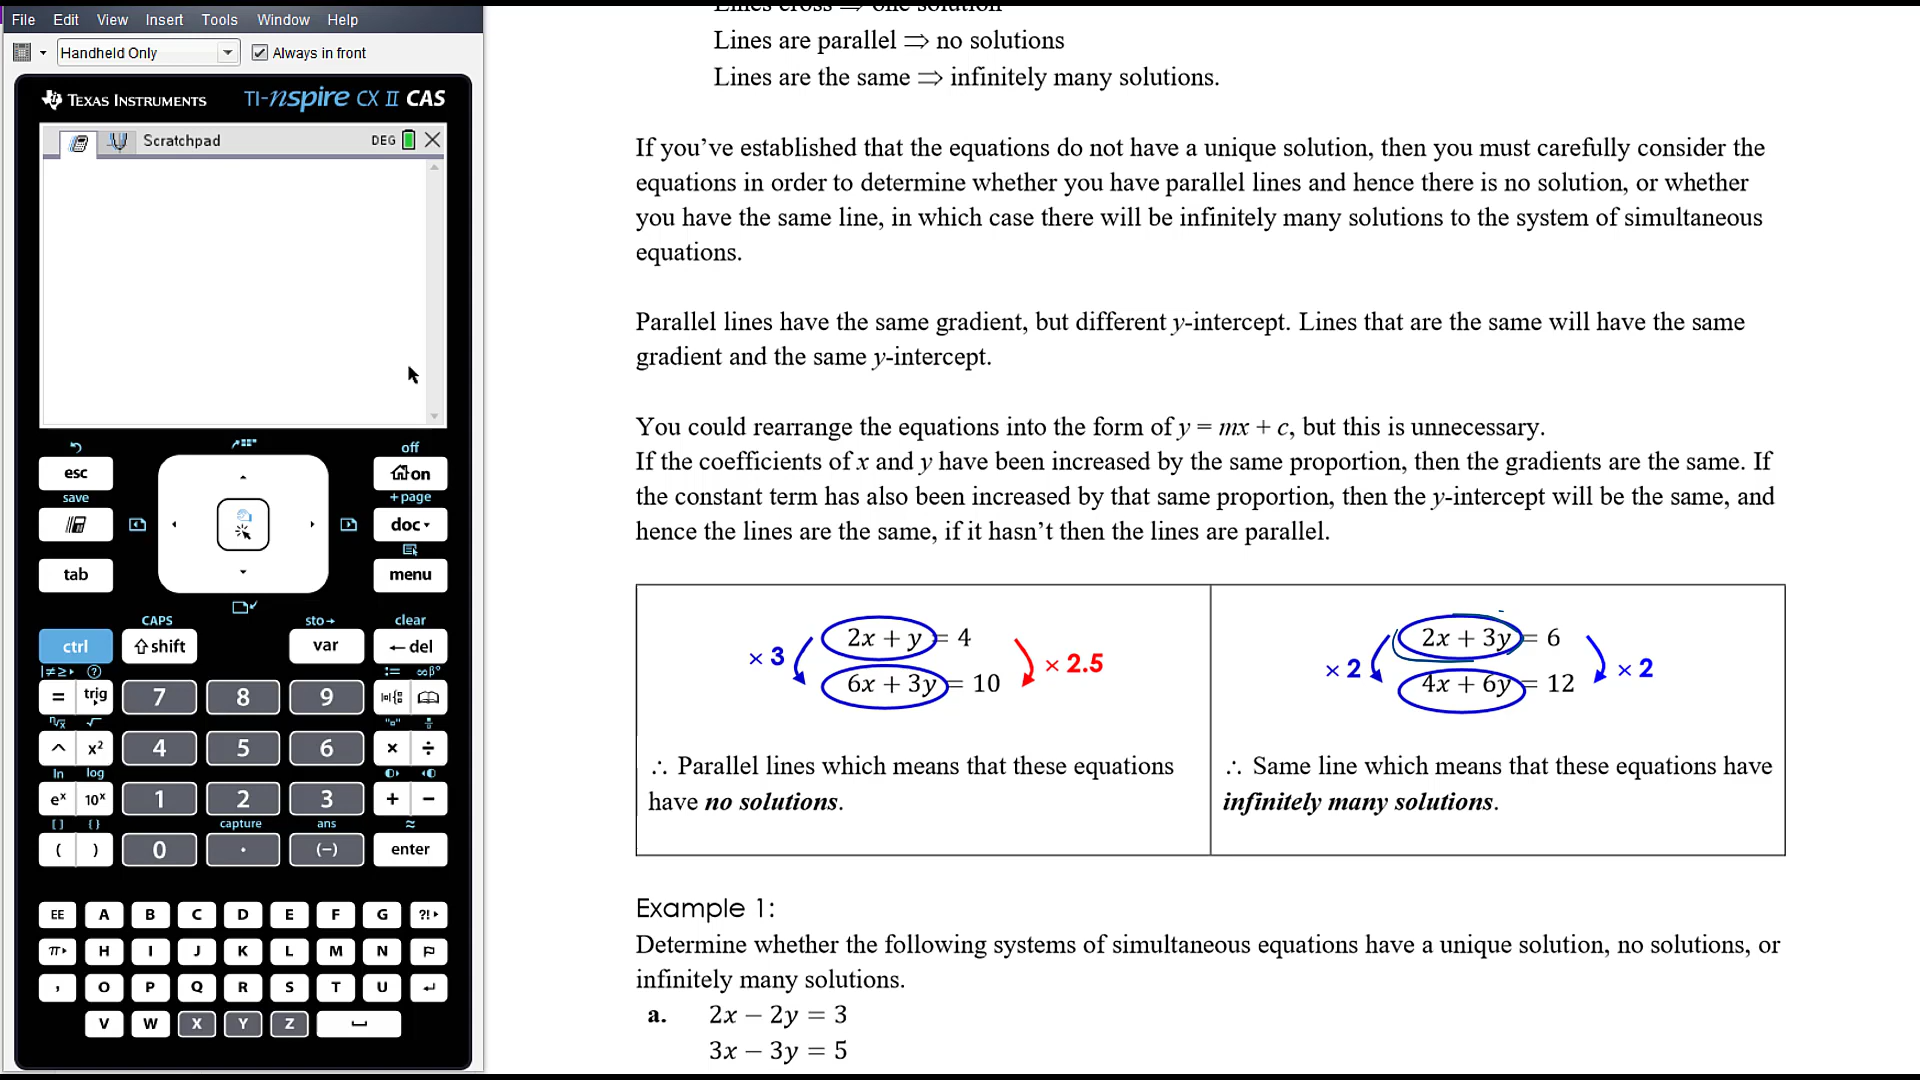 File Edit View Insert Tools Window Help
Handheld Only Always in front
TEXAS INSTRUMENTS TI-nspire CX II CAS
Scratchpad DEG
off
esc on
save + page
doc
tab menu
CAPS sto→ clear
ctrl shift var ←del
= trig 7 8 9
^ x² 4 5 6 × ÷
ln log
eˣ 10ˣ 1 2 3 + −
[ ] { } capture ans ≈
( ) 0 . (−) enter
EE A B C D E F G ?!▸
π▸ H I J K L M N
, O P Q R S T U
V W X Y Z
Lines cross ⟹ one solution
Lines are parallel ⟹ no solutions
Lines are the same ⟹ infinitely many solutions.
If you’ve established that the equations do not have a unique solution, then you must carefully consider the
equations in order to determine whether you have parallel lines and hence there is no solution, or whether
you have the same line, in which case there will be infinitely many solutions to the system of simultaneous
equations.
Parallel lines have the same gradient, but different y-intercept. Lines that are the same will have the same
gradient and the same y-intercept.
You could rearrange the equations into the form of y = mx + c, but this is unnecessary.
If the coefficients of x and y have been increased by the same proportion, then the gradients are the same. If
the constant term has also been increased by that same proportion, then the y-intercept will be the same, and
hence the lines are the same, if it hasn’t then the lines are parallel.
2x + y = 4
× 3 × 2.5
6x + 3y = 10
∴ Parallel lines which means that these equations
have no solutions.
2x + 3y = 6
× 2 × 2
4x + 6y = 12
∴ Same line which means that these equations have
infinitely many solutions.
Example 1:
Determine whether the following systems of simultaneous equations have a unique solution, no solutions, or
infinitely many solutions.
a. 2x − 2y = 3
3x − 3y = 5